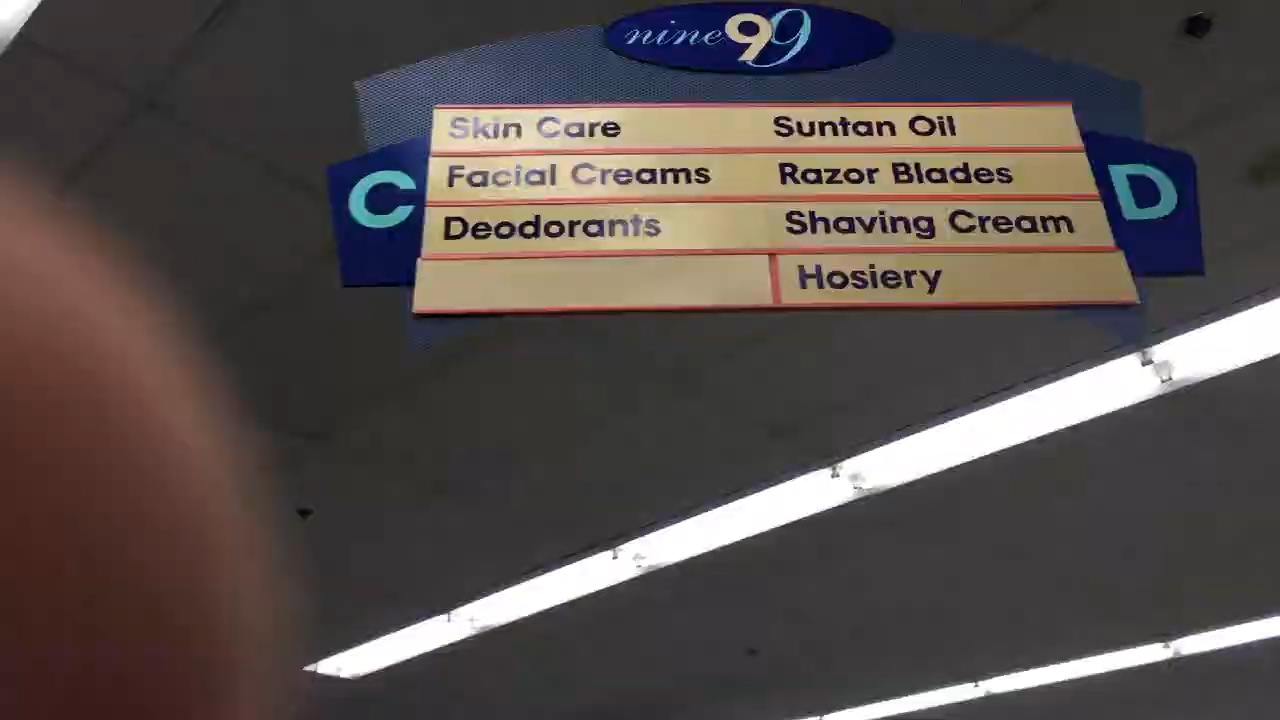 nine99
C
Skin Care Suntan Oil
Facial Creams Razor Blades
Deodorants Shaving Cream
Hosiery
D